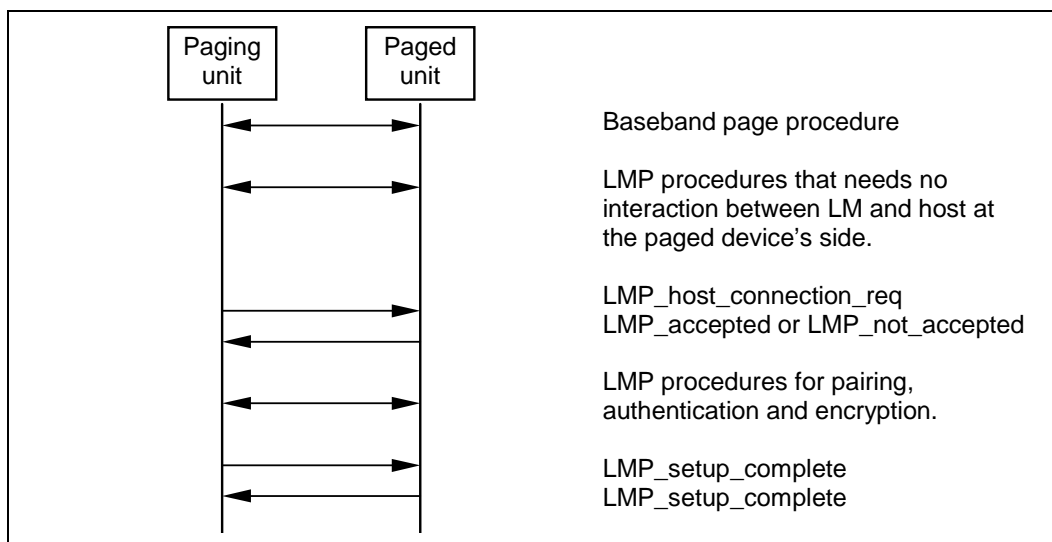 Paging
unit
Paged
unit
Baseband page procedure
LMP procedures that needs no
interaction between LM and host at
the paged device's side.
LMP_host_connection_req
LMP_accepted or LMP_not_accepted
LMP procedures for pairing,
authentication and encryption.
LMP_setup_complete
LMP_setup_complete